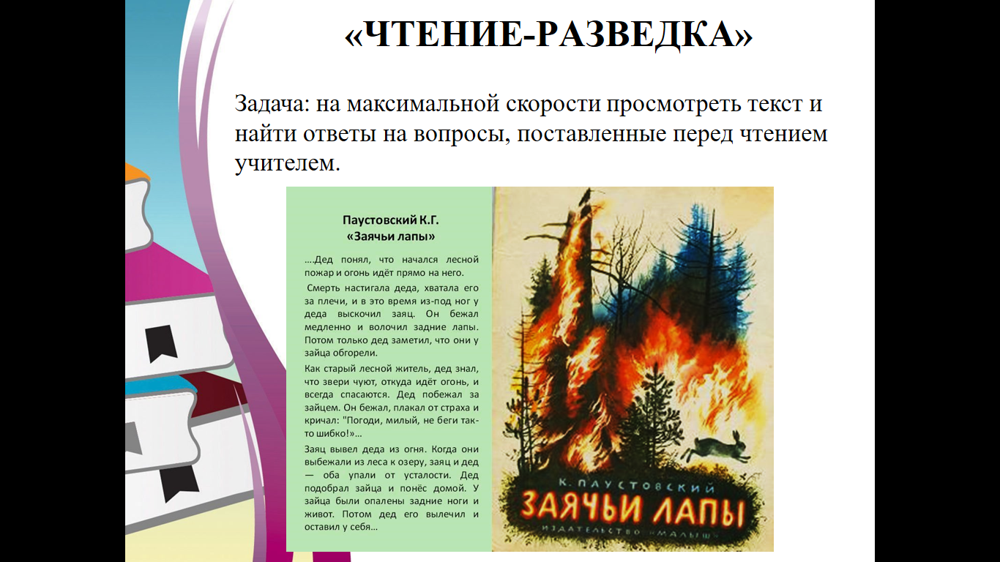 «ЧТЕНИЕ-РАЗВЕДКА»
Задача: на максимальной скорости просмотреть текст и
найти ответы на вопросы, поставленные перед чтением
учителем.
Паустовский К.Г.
«Заячьи лапы»
....Дед понял, что начался лесной
пожар и огонь идёт прямо на него.
Смерть настигала деда, хватала его
за плечи, и в это время из-под ног у
деда выскочил заяц. Он бежал
медленно и волочил задние лапы.
Потом только дед заметил, что они у
зайца обгорели.
Как старый лесной житель, дед знал,
что звери чуют, откуда идёт огонь, и
всегда спасаются. Дед побежал за
зайцем. Он бежал, плакал от страха и
кричал: "Погоди, милый, не беги так-
то шибко!»...
Заяц вывел деда из огня. Когда они
выбежали из леса к озеру, заяц и дед
— оба упали от усталости. Дед
подобрал зайца и понёс домой. У
зайца были опалены задние ноги и
живот. Потом дед его вылечил и
оставил у себя...
К. ПАУСТОВСКИЙ
ЗАЯЧЬИ ЛАПЫ
ИЗДАТЕЛЬСТВО «МАЛЫШ»